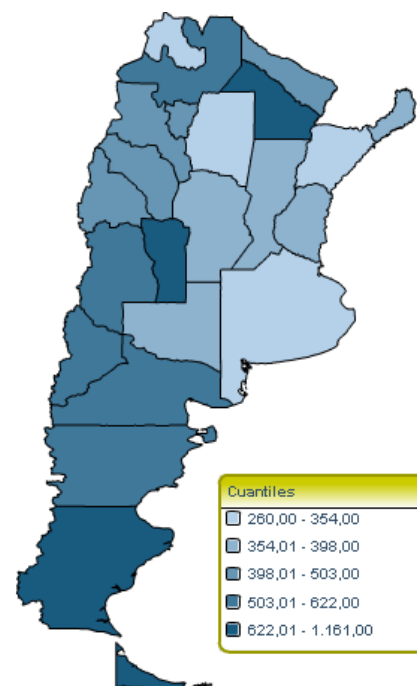 Cuantiles
260,00 - 354,00
354,01 - 398,00
398,01 - 503,00
503,01 - 622,00
622,01 - 1.161,00